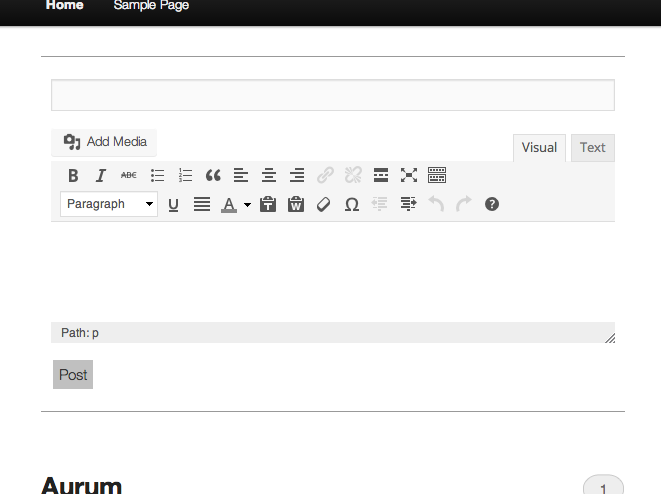 Home Sample Page
Add Media
Visual Text
B I ABC
Paragraph U A T W Ω ?
Path: p
Post
Aurum 1